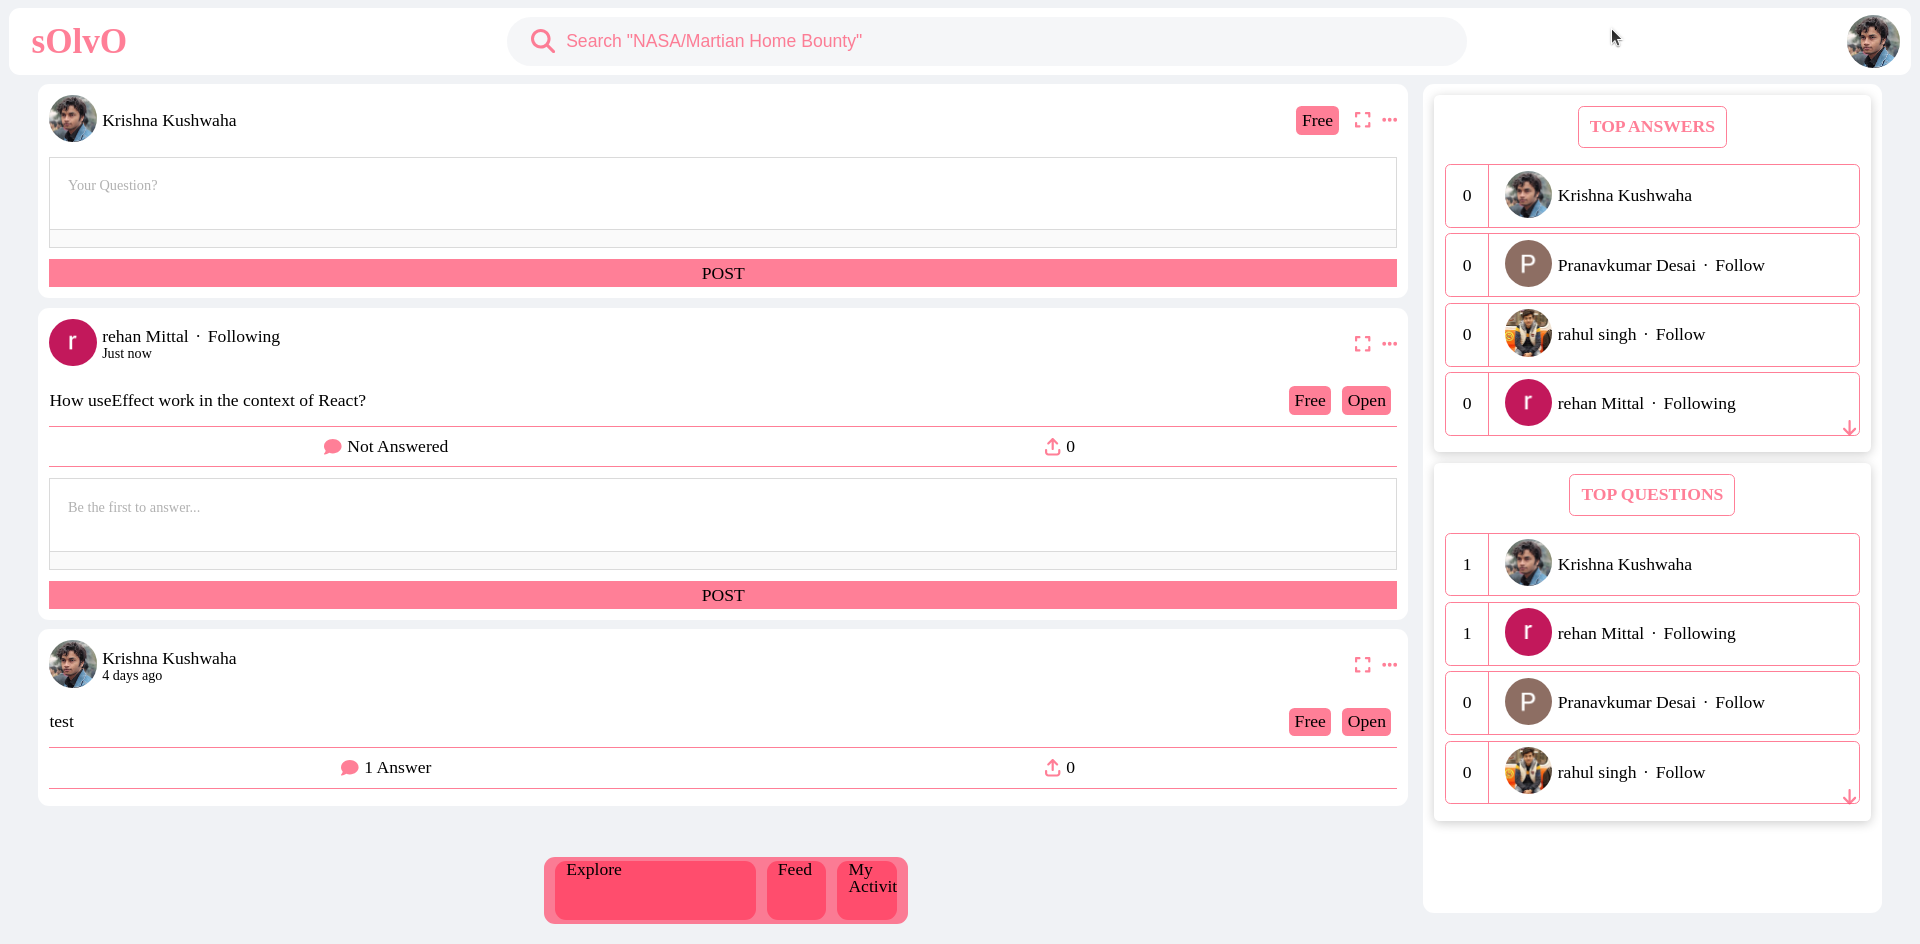 sOlvO
Search "NASA/Martian Home Bounty"
Krishna Kushwaha
Free
Your Question?
POST
r
rehan Mittal · Following
Just now
How useEffect work in the context of React?
Free
Open
Not Answered
0
Be the first to answer...
POST
Krishna Kushwaha
4 days ago
test
Free
Open
1 Answer
0
Explore
Feed
My
Activit
TOP ANSWERS
0
Krishna Kushwaha
0
P
Pranavkumar Desai · Follow
0
rahul singh · Follow
0
r
rehan Mittal · Following
TOP QUESTIONS
1
Krishna Kushwaha
1
r
rehan Mittal · Following
0
P
Pranavkumar Desai · Follow
0
rahul singh · Follow